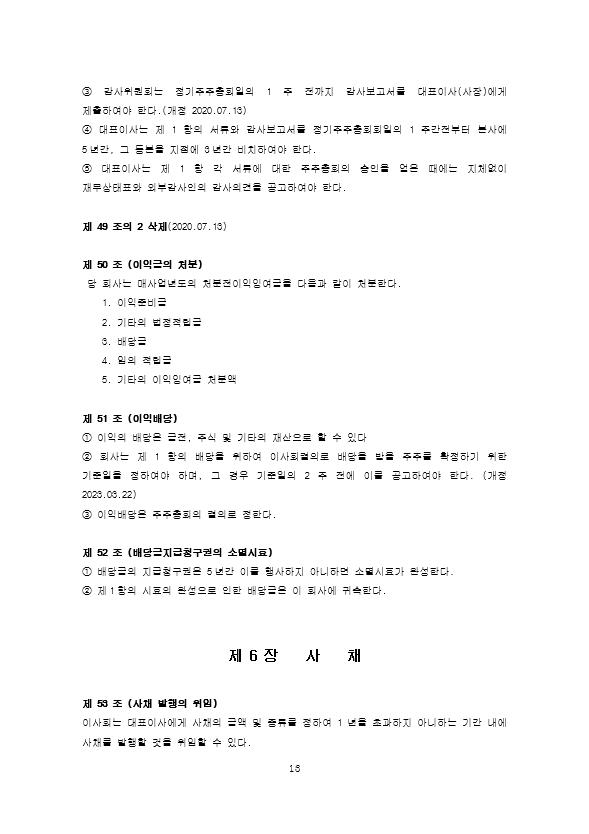 ③ 감사위원회는 정기주주총회일의 1 주 전까지 감사보고서를 대표이사(사장)에게
제출하여야 한다.(개정 2020.07.13)
④ 대표이사는 제 1 항의 서류와 감사보고서를 정기주주총회회일의 1 주간전부터 본사에
5년간, 그 등본을 지점에 3년간 비치하여야 한다.
⑤ 대표이사는 제 1 항 각 서류에 대한 주주총회의 승인을 얻은 때에는 지체없이
재무상태표와 외부감사인의 감사의견을 공고하여야 한다.
제 49 조의 2 삭제(2020.07.13)
제 50 조 (이익금의 처분)
당 회사는 매사업년도의 처분전이익잉여금을 다음과 같이 처분한다.
1. 이익준비금
2. 기타의 법정적립금
3. 배당금
4. 임의 적립금
5. 기타의 이익잉여금 처분액
제 51 조 (이익배당)
① 이익의 배당은 금전, 주식 및 기타의 재산으로 할 수 있다
② 회사는 제 1 항의 배당을 위하여 이사회결의로 배당을 받을 주주를 확정하기 위한
기준일을 정하여야 하며, 그 경우 기준일의 2 주 전에 이를 공고하여야 한다. (개정
2023.03.22)
③ 이익배당은 주주총회의 결의로 정한다.
제 52 조 (배당금지급청구권의 소멸시효)
① 배당금의 지급청구권은 5년간 이를 행사하지 아니하면 소멸시효가 완성한다.
② 제1항의 시효의 완성으로 인한 배당금은 이 회사에 귀속한다.
제 6 장 사 채
제 53 조 (사채 발행의 위임)
이사회는 대표이사에게 사채의 금액 및 종류를 정하여 1 년을 초과하지 아니하는 기간 내에
사채를 발행할 것을 위임할 수 있다.
18